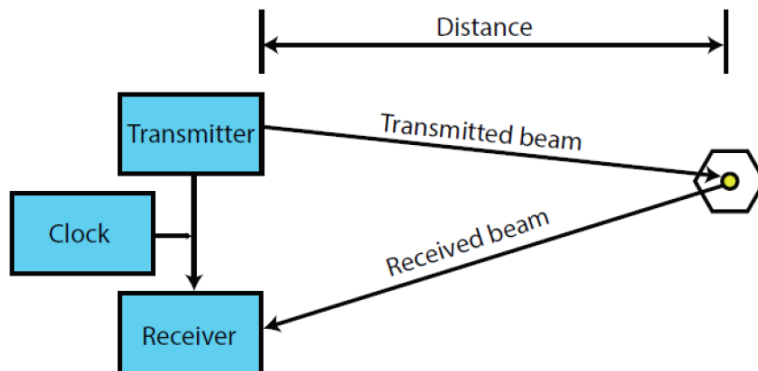 Distance
Transmitter
Transmitted beam
Clock
Received beam
Receiver